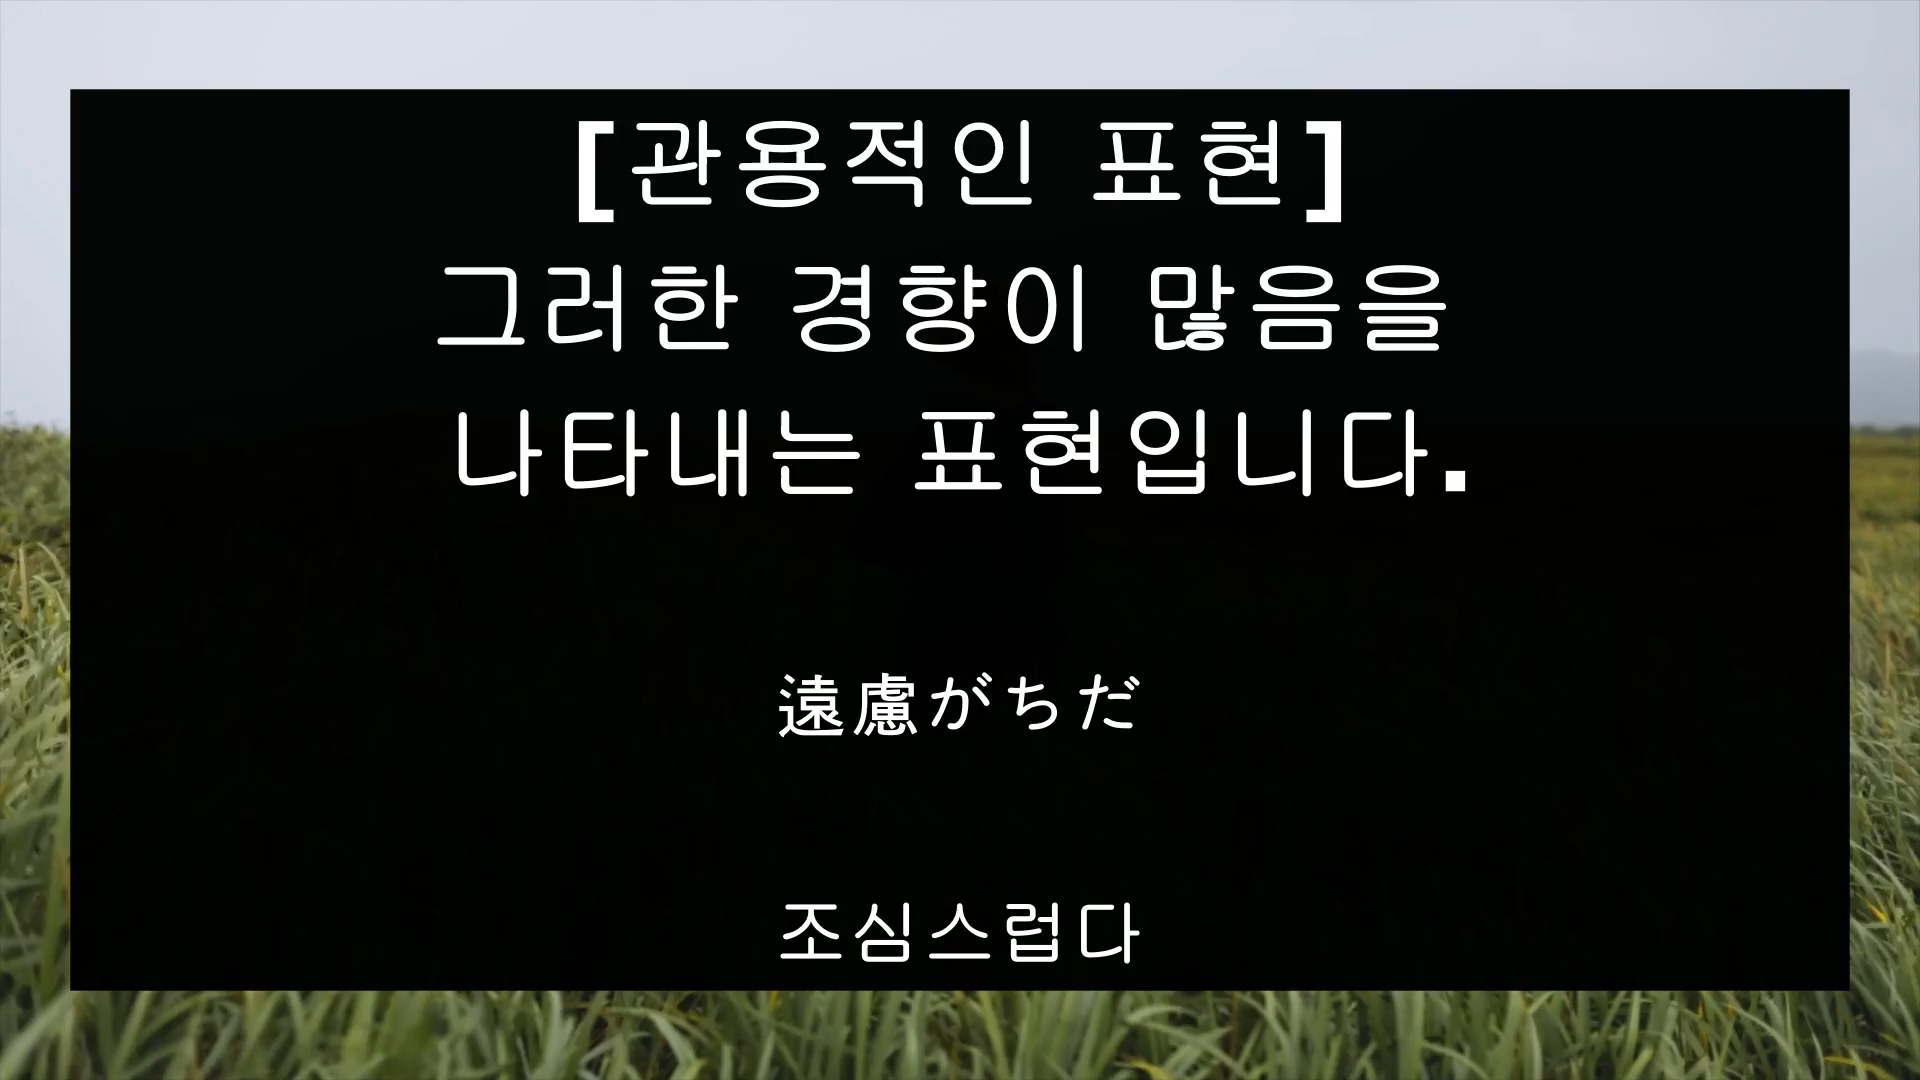 [관용적인 표현]
그러한 경향이 많음을
나타내는 표현입니다.
遠慮がちだ
조심스럽다